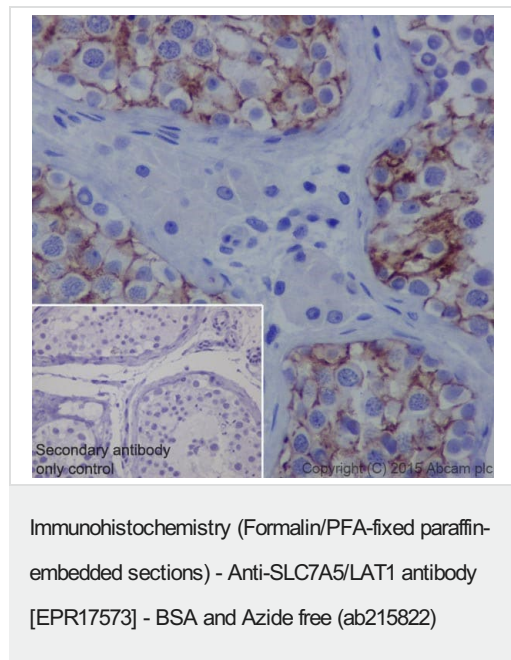 Secondary antibody
only control
Copyright (C) 2015 Abcam plc
Immunohistochemistry (Formalin/PFA-fixed paraffin-
embedded sections) - Anti-SLC7A5/LAT1 antibody
[EPR17573] - BSA and Azide free (ab215822)